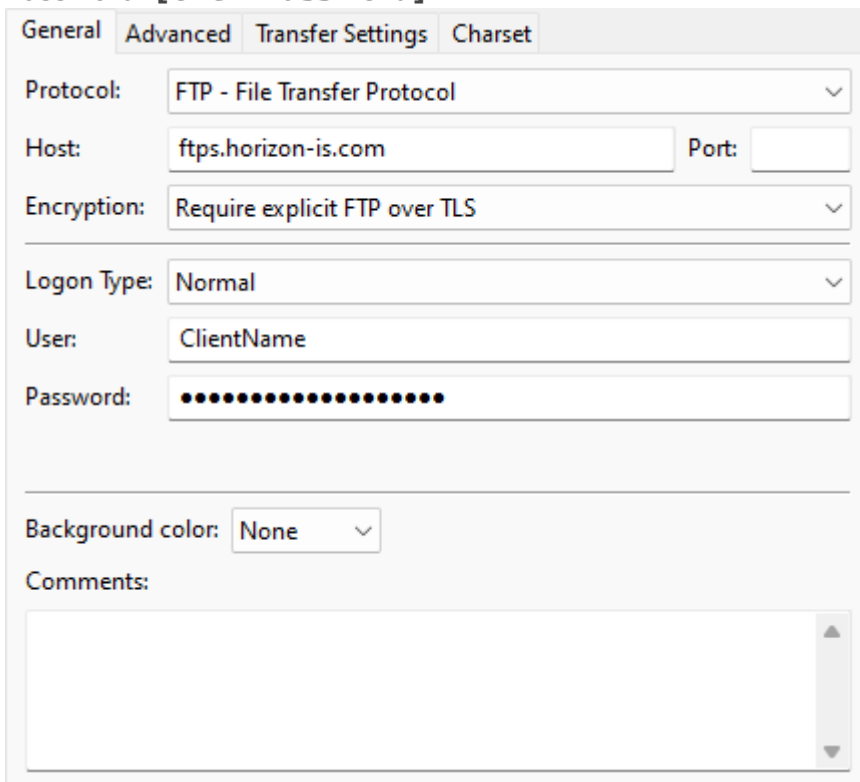 General Advanced Transfer Settings Charset
Protocol: FTP - File Transfer Protocol
Host: ftps.horizon-is.com Port:
Encryption: Require explicit FTP over TLS
Logon Type: Normal
User: ClientName
Password: •••••••••••••••••••
Background color: None
Comments: